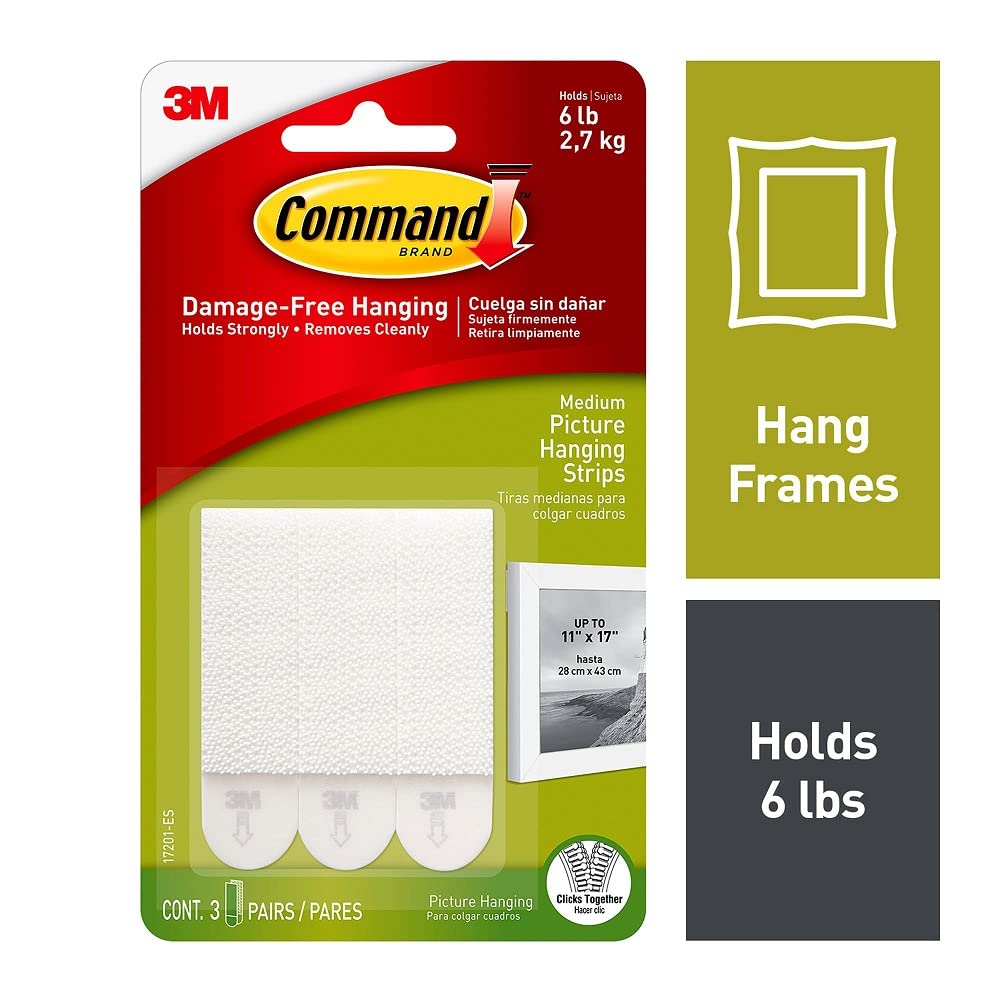 3M
Holds | Sujeta
6 lb
2,7 kg
Command™
BRAND
Damage-Free Hanging
Holds Strongly • Removes Cleanly
Cuelga sin dañar
Sujeta firmemente
Retira limpiamente
Medium
Picture
Hanging
Strips
Tiras medianas para
colgar cuadros
UP TO
11" x 17"
hasta
28 cm x 43 cm
3M 3M 3M
17201-ES
CONT. 3 PAIRS / PARES
Picture Hanging
Para colgar cuadros
Clicks Together
Hacer clic
Hang
Frames
Holds
6 lbs